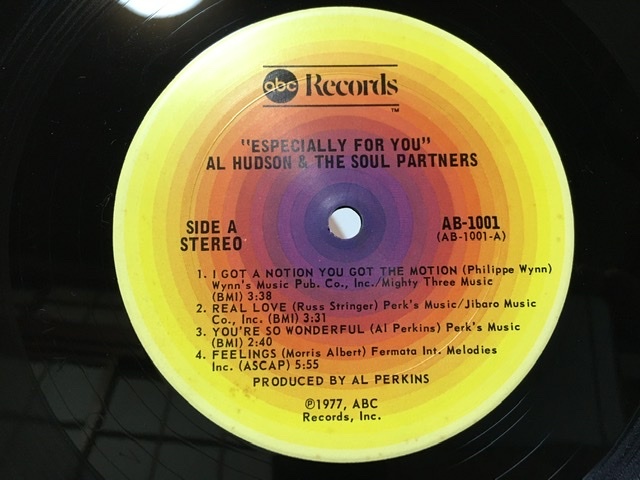 abc Records
™
"ESPECIALLY FOR YOU"
AL HUDSON & THE SOUL PARTNERS
SIDE A
STEREO
AB-1001
(AB-1001-A)
1. I GOT A NOTION YOU GOT THE MOTION (Philippe Wynn)
Wynn's Music Pub. Co., Inc./Mighty Three Music
(BMI) 3:38
2. REAL LOVE (Russ Stringer) Perk's Music/Jibaro Music
Co., Inc. (BMI) 3:31
3. YOU'RE SO WONDERFUL (Al Perkins) Perk's Music
(BMI) 2:40
4. FEELINGS (Morris Albert) Fermata Int. Melodies
Inc. (ASCAP) 5:55
PRODUCED BY AL PERKINS
℗1977, ABC
Records, Inc.